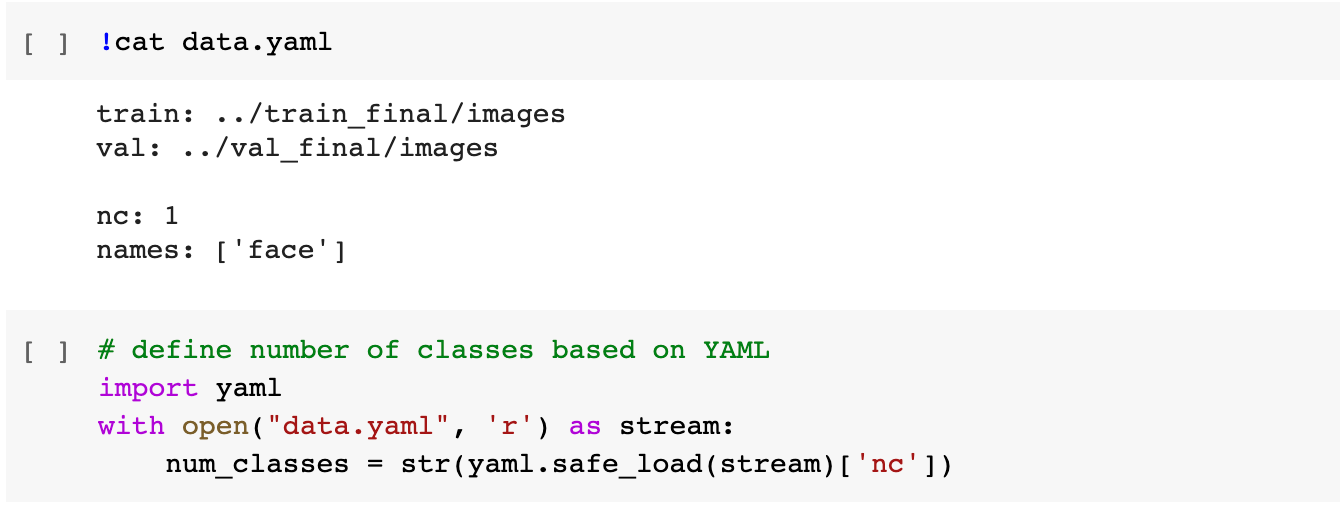 [ ] !cat data.yaml
train: ../train_final/images
val: ../val_final/images
nc: 1
names: ['face']
[ ] # define number of classes based on YAML
import yaml
with open("data.yaml", 'r') as stream:
    num_classes = str(yaml.safe_load(stream)['nc'])